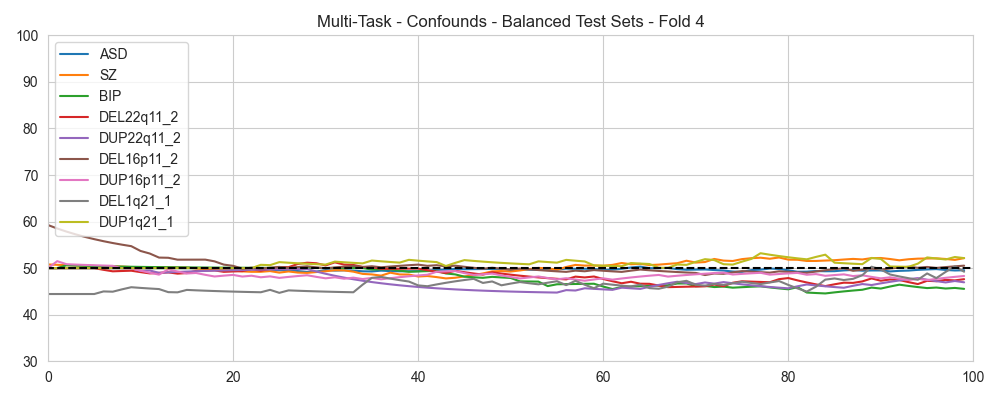 Multi-Task - Confounds - Balanced Test Sets - Fold 4
100
90
80
70
60
50
40
30
ASD
SZ
BIP
DEL22q11_2
DUP22q11_2
DEL16p11_2
DUP16p11_2
DEL1q21_1
DUP1q21_1
0 20 40 60 80 100